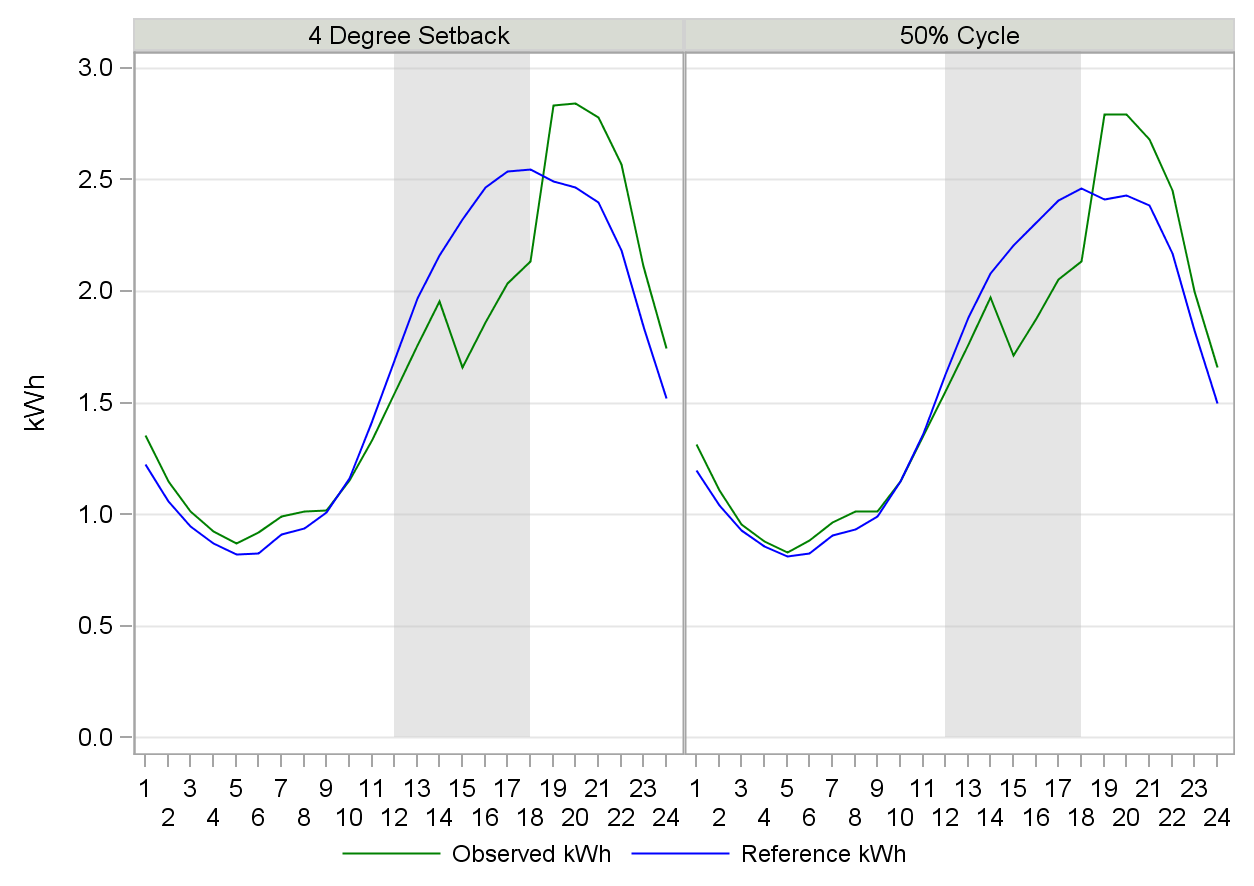 4 Degree Setback 50% Cycle
3.0
2.5
2.0
1.5
1.0
0.5
0.0
kWh
1 3 5 7 9 11 13 15 17 19 21 23 1 3 5 7 9 11 13 15 17 19 21 23
2 4 6 8 10 12 14 16 18 20 22 24 2 4 6 8 10 12 14 16 18 20 22 24
Observed kWh Reference kWh